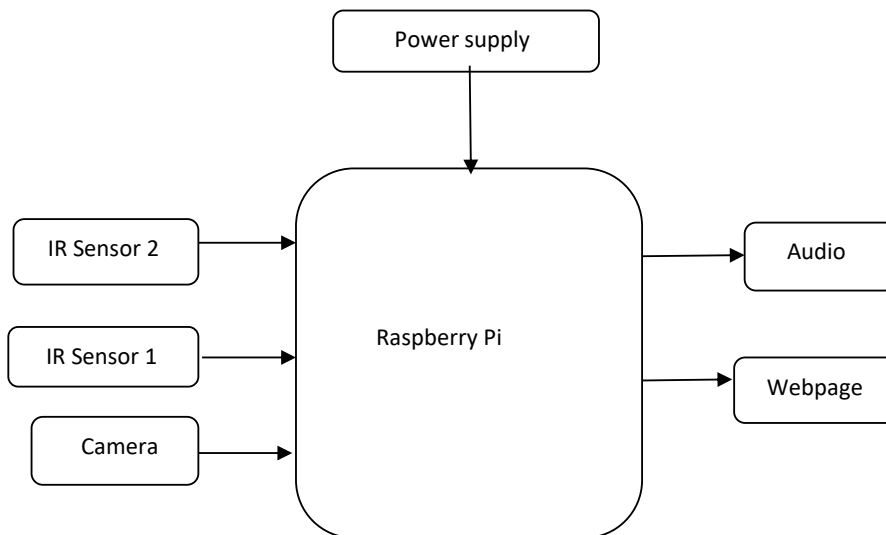 Power supply
IR Sensor 2
Audio
IR Sensor 1
Raspberry Pi
Webpage
Camera